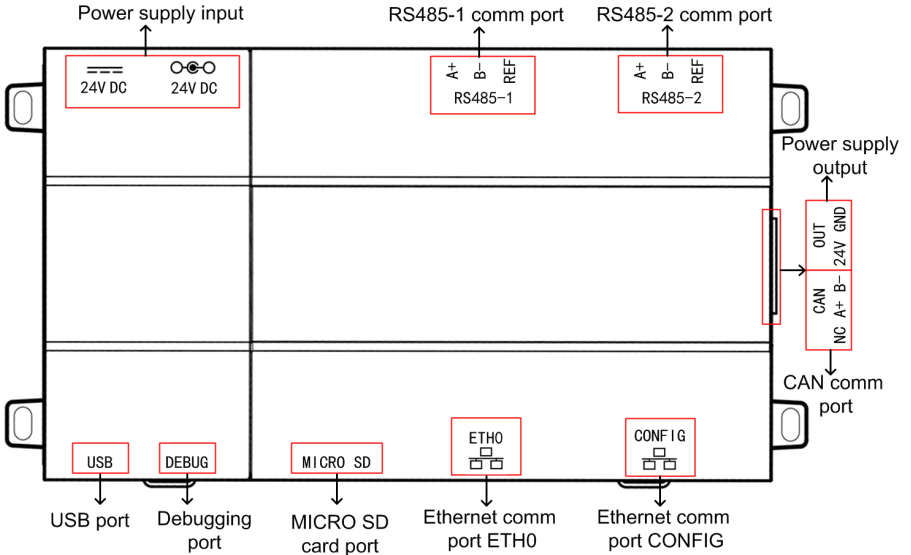 Power supply input
RS485-1 comm port
RS485-2 comm port
24V DC
24V DC
A+
B-
REF
RS485-1
A+
B-
REF
RS485-2
Power supply
output
OUT
24V GND
CAN
NC A+ B-
CAN comm
port
USB
DEBUG
MICRO SD
ETH0
CONFIG
USB port
Debugging
port
MICRO SD
card port
Ethernet comm
port ETH0
Ethernet comm
port CONFIG